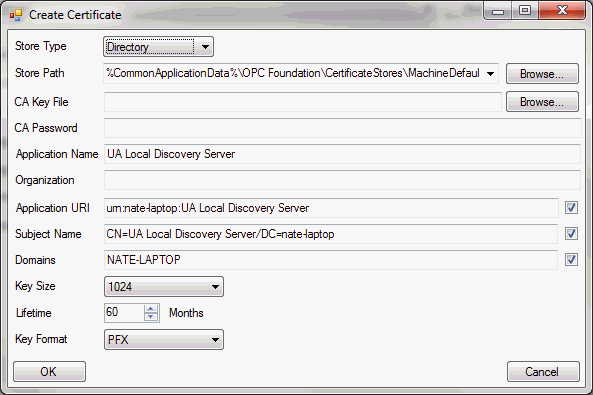 Create Certificate
Store Type Directory
Store Path %CommonApplicationData%\OPC Foundation\CertificateStores\MachineDefaul Browse...
CA Key File Browse...
CA Password
Application Name UA Local Discovery Server
Organization
Application URI urn:nate-laptop:UA Local Discovery Server
Subject Name CN=UA Local Discovery Server/DC=nate-laptop
Domains NATE-LAPTOP
Key Size 1024
Lifetime 60 Months
Key Format PFX
OK Cancel